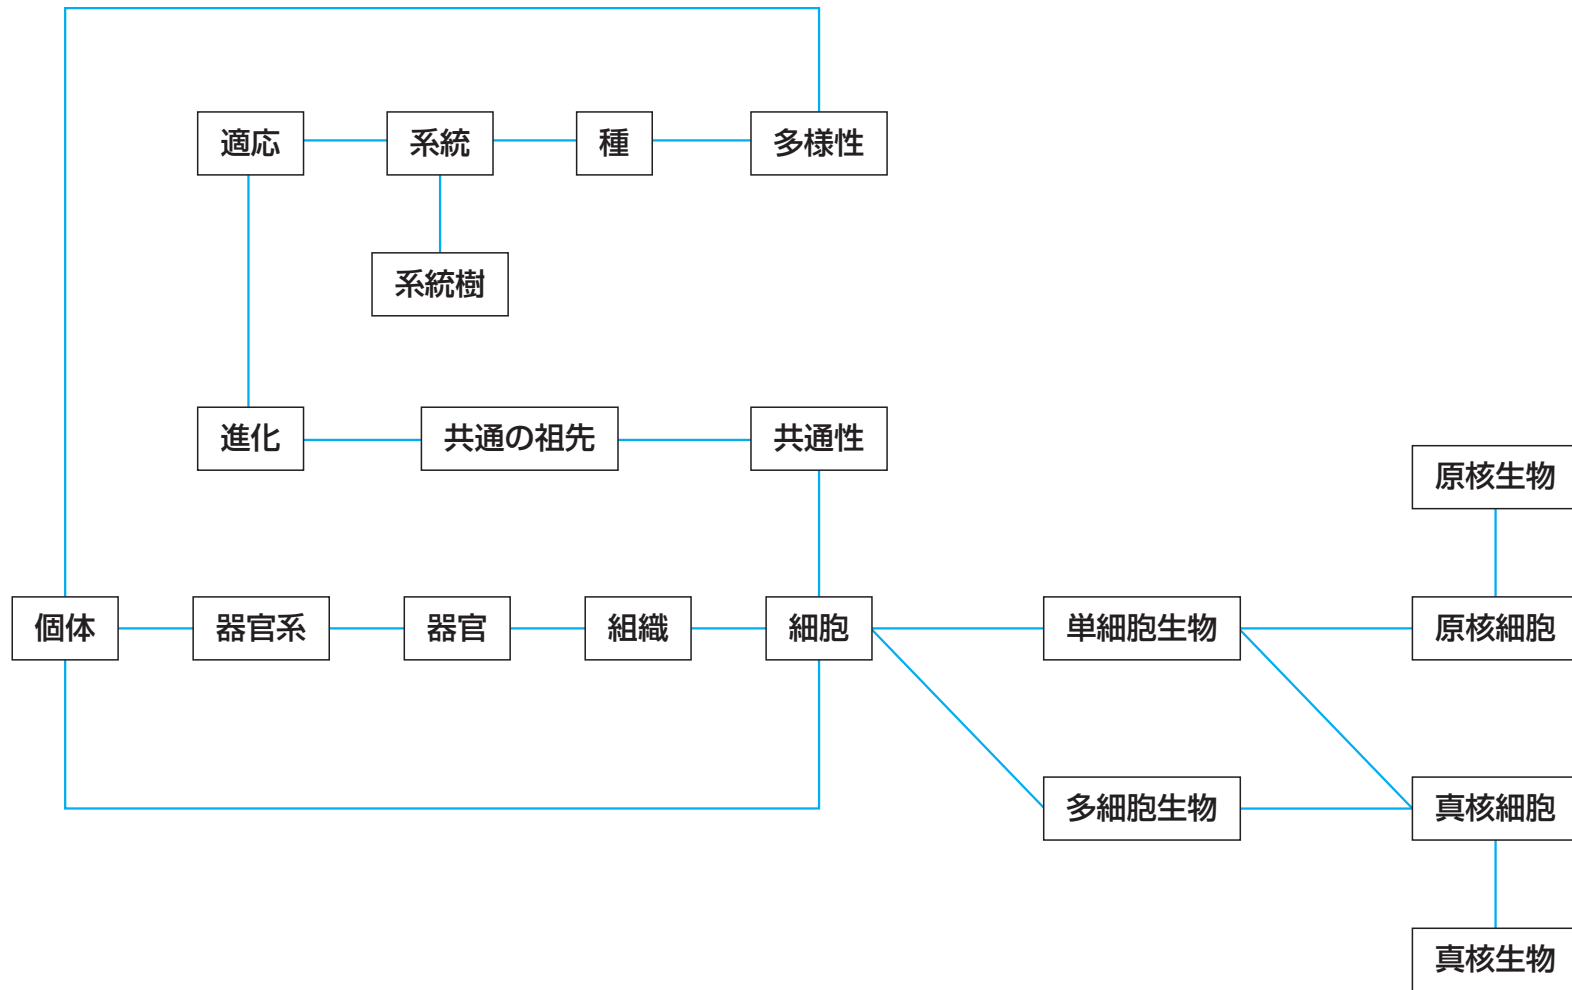 適応
系統
種
多様性
系統樹
進化
共通の祖先
共通性
原核生物
個体
器官系
器官
組織
細胞
単細胞生物
原核細胞
多細胞生物
真核細胞
真核生物